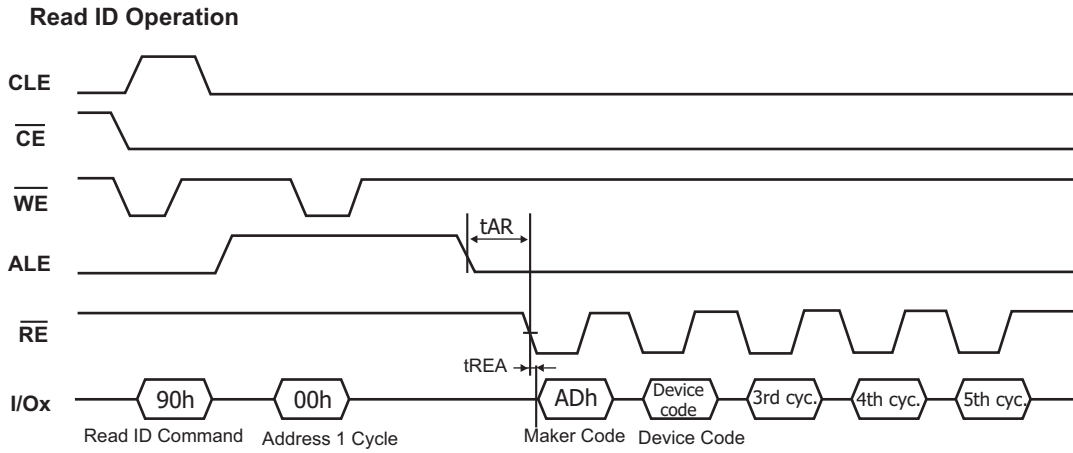 Read ID Operation
CLE
CE
WE
ALE
tAR
RE
tREA
I/Ox
90h
00h
ADh
Device
code
3rd cyc.
4th cyc.
5th cyc.
Read ID Command
Address 1 Cycle
Maker Code
Device Code